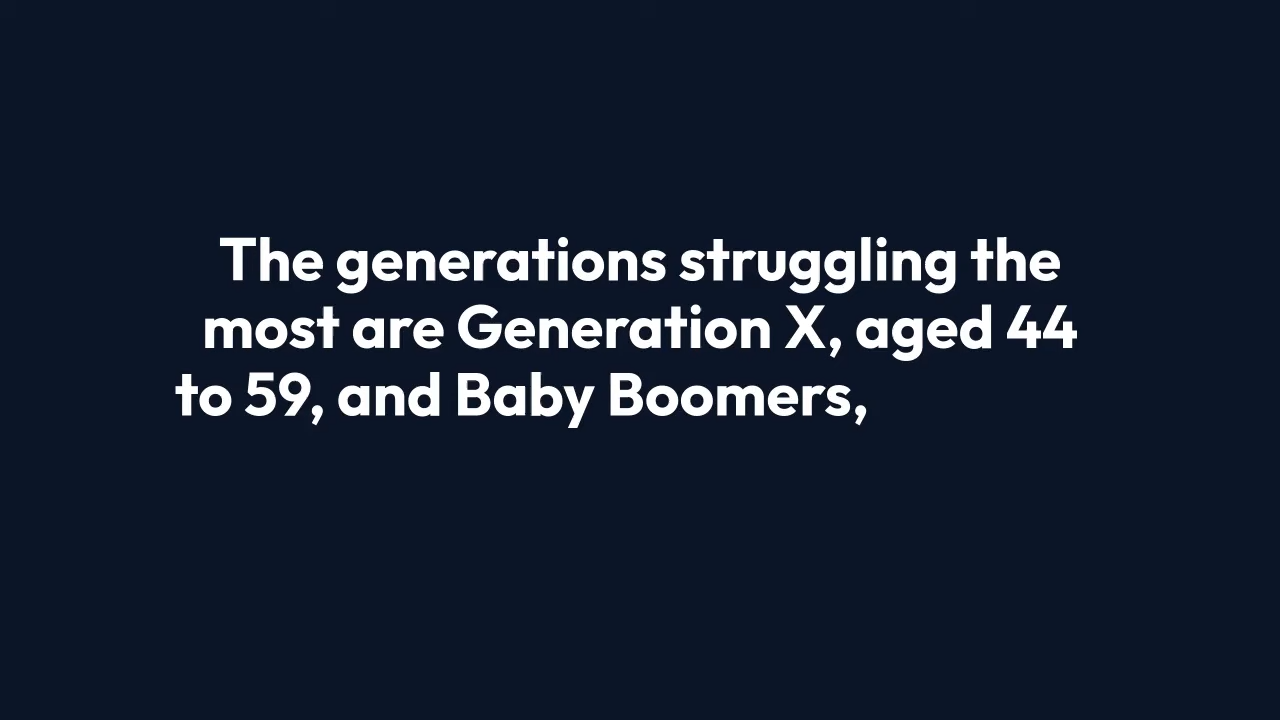 The generations struggling the
most are Generation X, aged 44
to 59, and Baby Boomers,